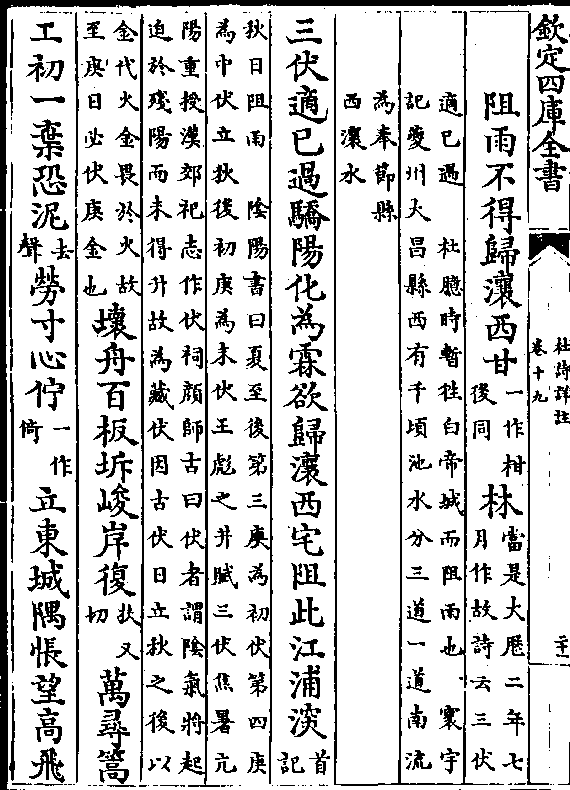 欽定四庫全書
杜詩詳註
卷十九
二十
阻雨不得歸瀼西甘一作柑後同林當是大厯二年七月作故詩云三伏
適已過 杜臆時暫往白帝城而阻雨也 寰宇
記夔州大昌縣西有千頃池水分三道一道南流
為奉節縣
西瀼水
三伏適已過驕陽化為霖欲歸瀼西宅阻此江浦深首記
秋日阻雨 陰陽書曰夏至後第三庚為初伏第四庚
為中伏立秋後初庚為末伏王彪之井賦三伏焦暑亢
陽重授漢郊祀志作伏祠顔師古曰伏者謂陰氣將起
迫於殘陽而未得升故為藏伏因古伏日立秋之後以
金代火金畏於火故
至庚日必伏庚金也壞舟百板坼峻岸復扶又切萬尋篙
工初一棄恐泥去聲勞寸心佇一作倚立東城隅悵望高飛